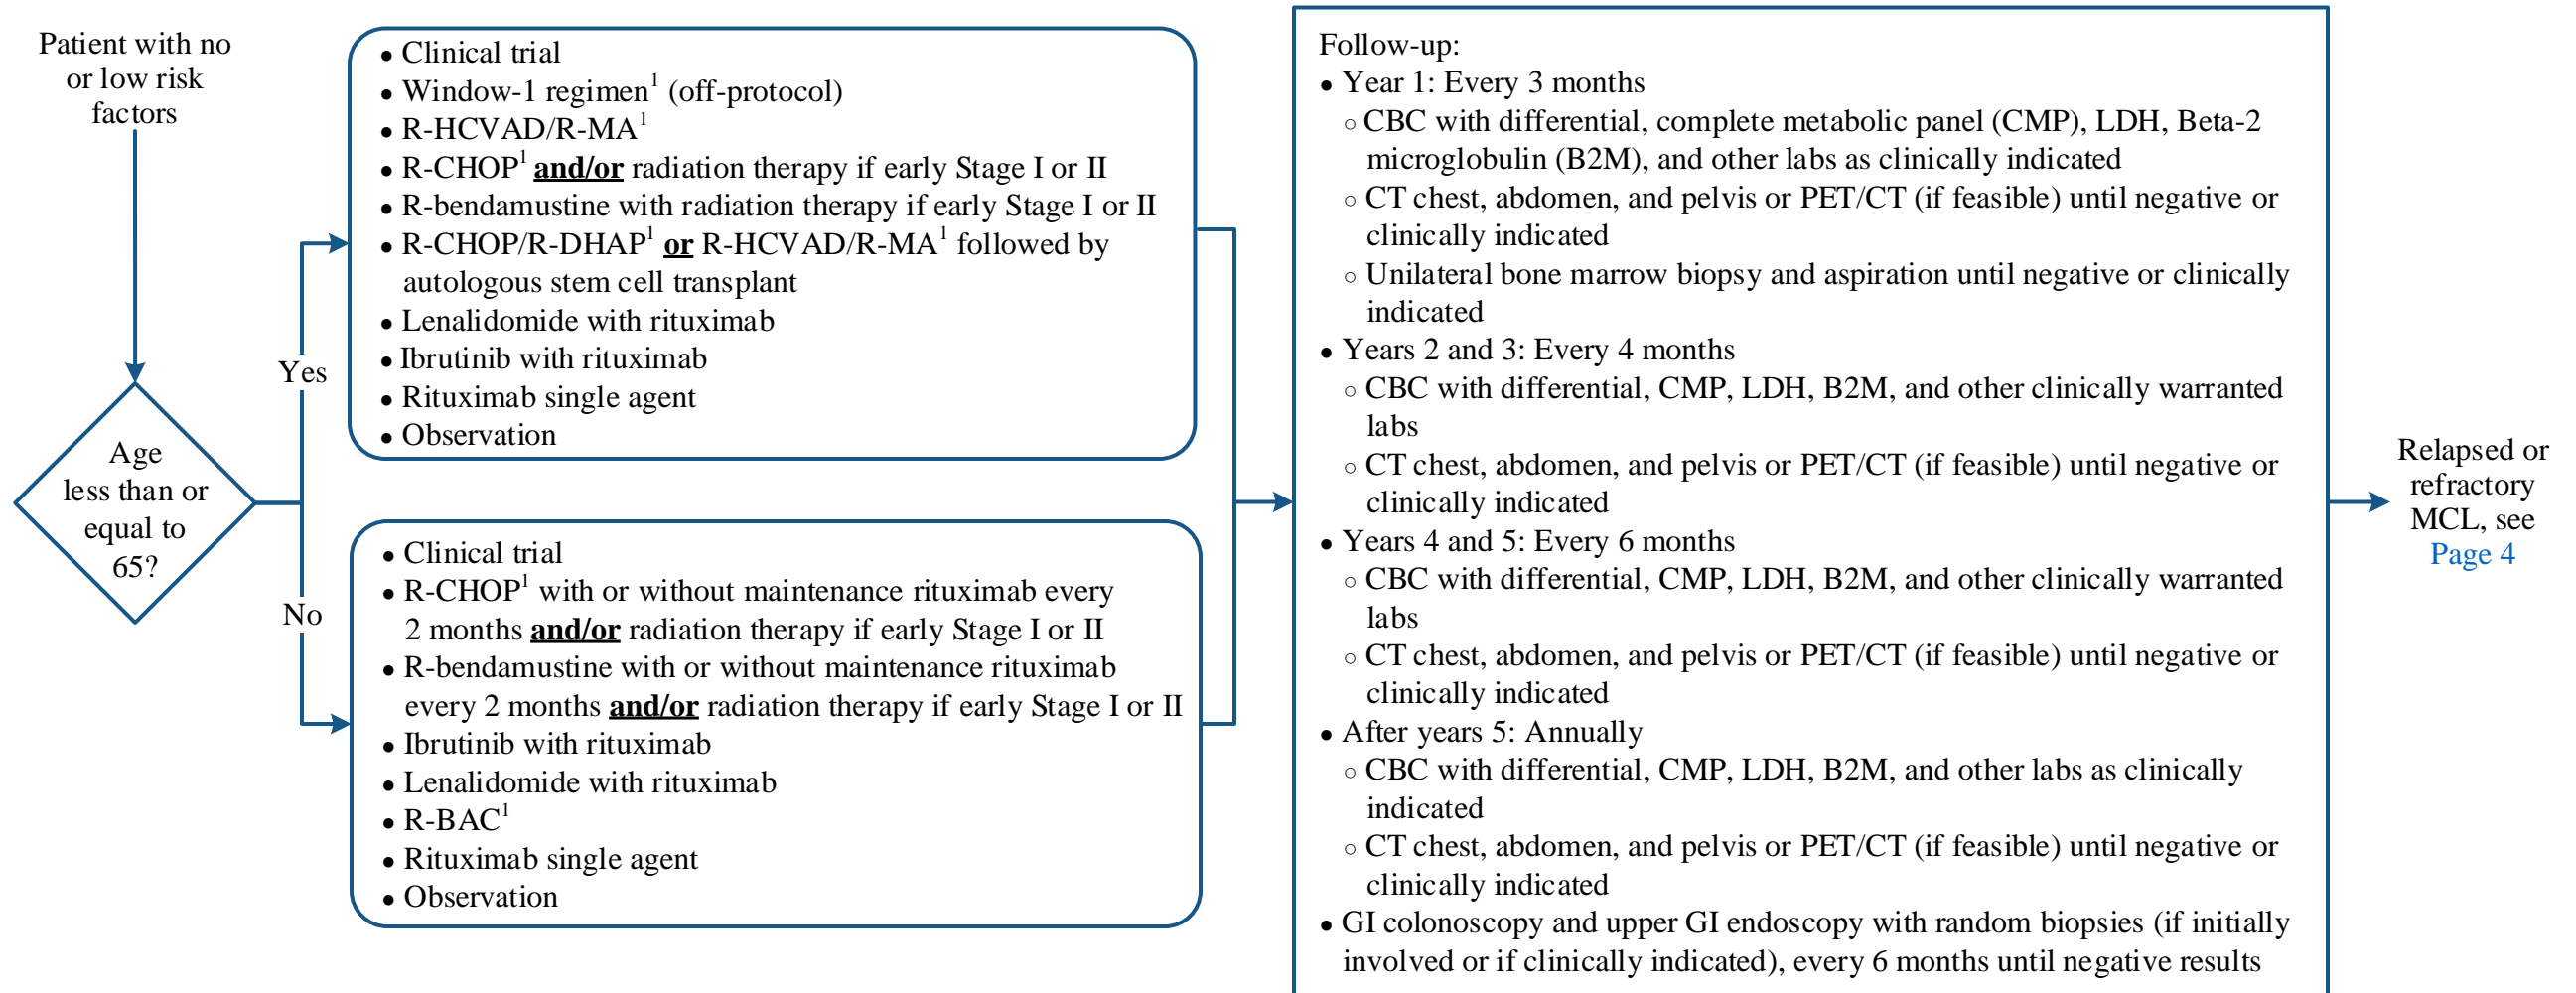 Patient with no
or low risk
factors
Age
less than or
equal to
65?
Yes
No
• Clinical trial
• Window-1 regimen¹ (off-protocol)
• R-HCVAD/R-MA¹
• R-CHOP¹ and/or radiation therapy if early Stage I or II
• R-bendamustine with radiation therapy if early Stage I or II
• R-CHOP/R-DHAP¹ or R-HCVAD/R-MA¹ followed by
autologous stem cell transplant
• Lenalidomide with rituximab
• Ibrutinib with rituximab
• Rituximab single agent
• Observation
• Clinical trial
• R-CHOP¹ with or without maintenance rituximab every
2 months and/or radiation therapy if early Stage I or II
• R-bendamustine with or without maintenance rituximab
every 2 months and/or radiation therapy if early Stage I or II
• Ibrutinib with rituximab
• Lenalidomide with rituximab
• R-BAC¹
• Rituximab single agent
• Observation
Follow-up:
• Year 1: Every 3 months
○ CBC with differential, complete metabolic panel (CMP), LDH, Beta-2
microglobulin (B2M), and other labs as clinically indicated
○ CT chest, abdomen, and pelvis or PET/CT (if feasible) until negative or
clinically indicated
○ Unilateral bone marrow biopsy and aspiration until negative or clinically
indicated
• Years 2 and 3: Every 4 months
○ CBC with differential, CMP, LDH, B2M, and other clinically warranted
labs
○ CT chest, abdomen, and pelvis or PET/CT (if feasible) until negative or
clinically indicated
• Years 4 and 5: Every 6 months
○ CBC with differential, CMP, LDH, B2M, and other clinically warranted
labs
○ CT chest, abdomen, and pelvis or PET/CT (if feasible) until negative or
clinically indicated
• After years 5: Annually
○ CBC with differential, CMP, LDH, B2M, and other labs as clinically
indicated
○ CT chest, abdomen, and pelvis or PET/CT (if feasible) until negative or
clinically indicated
• GI colonoscopy and upper GI endoscopy with random biopsies (if initially
involved or if clinically indicated), every 6 months until negative results
Relapsed or
refractory
MCL, see
Page 4